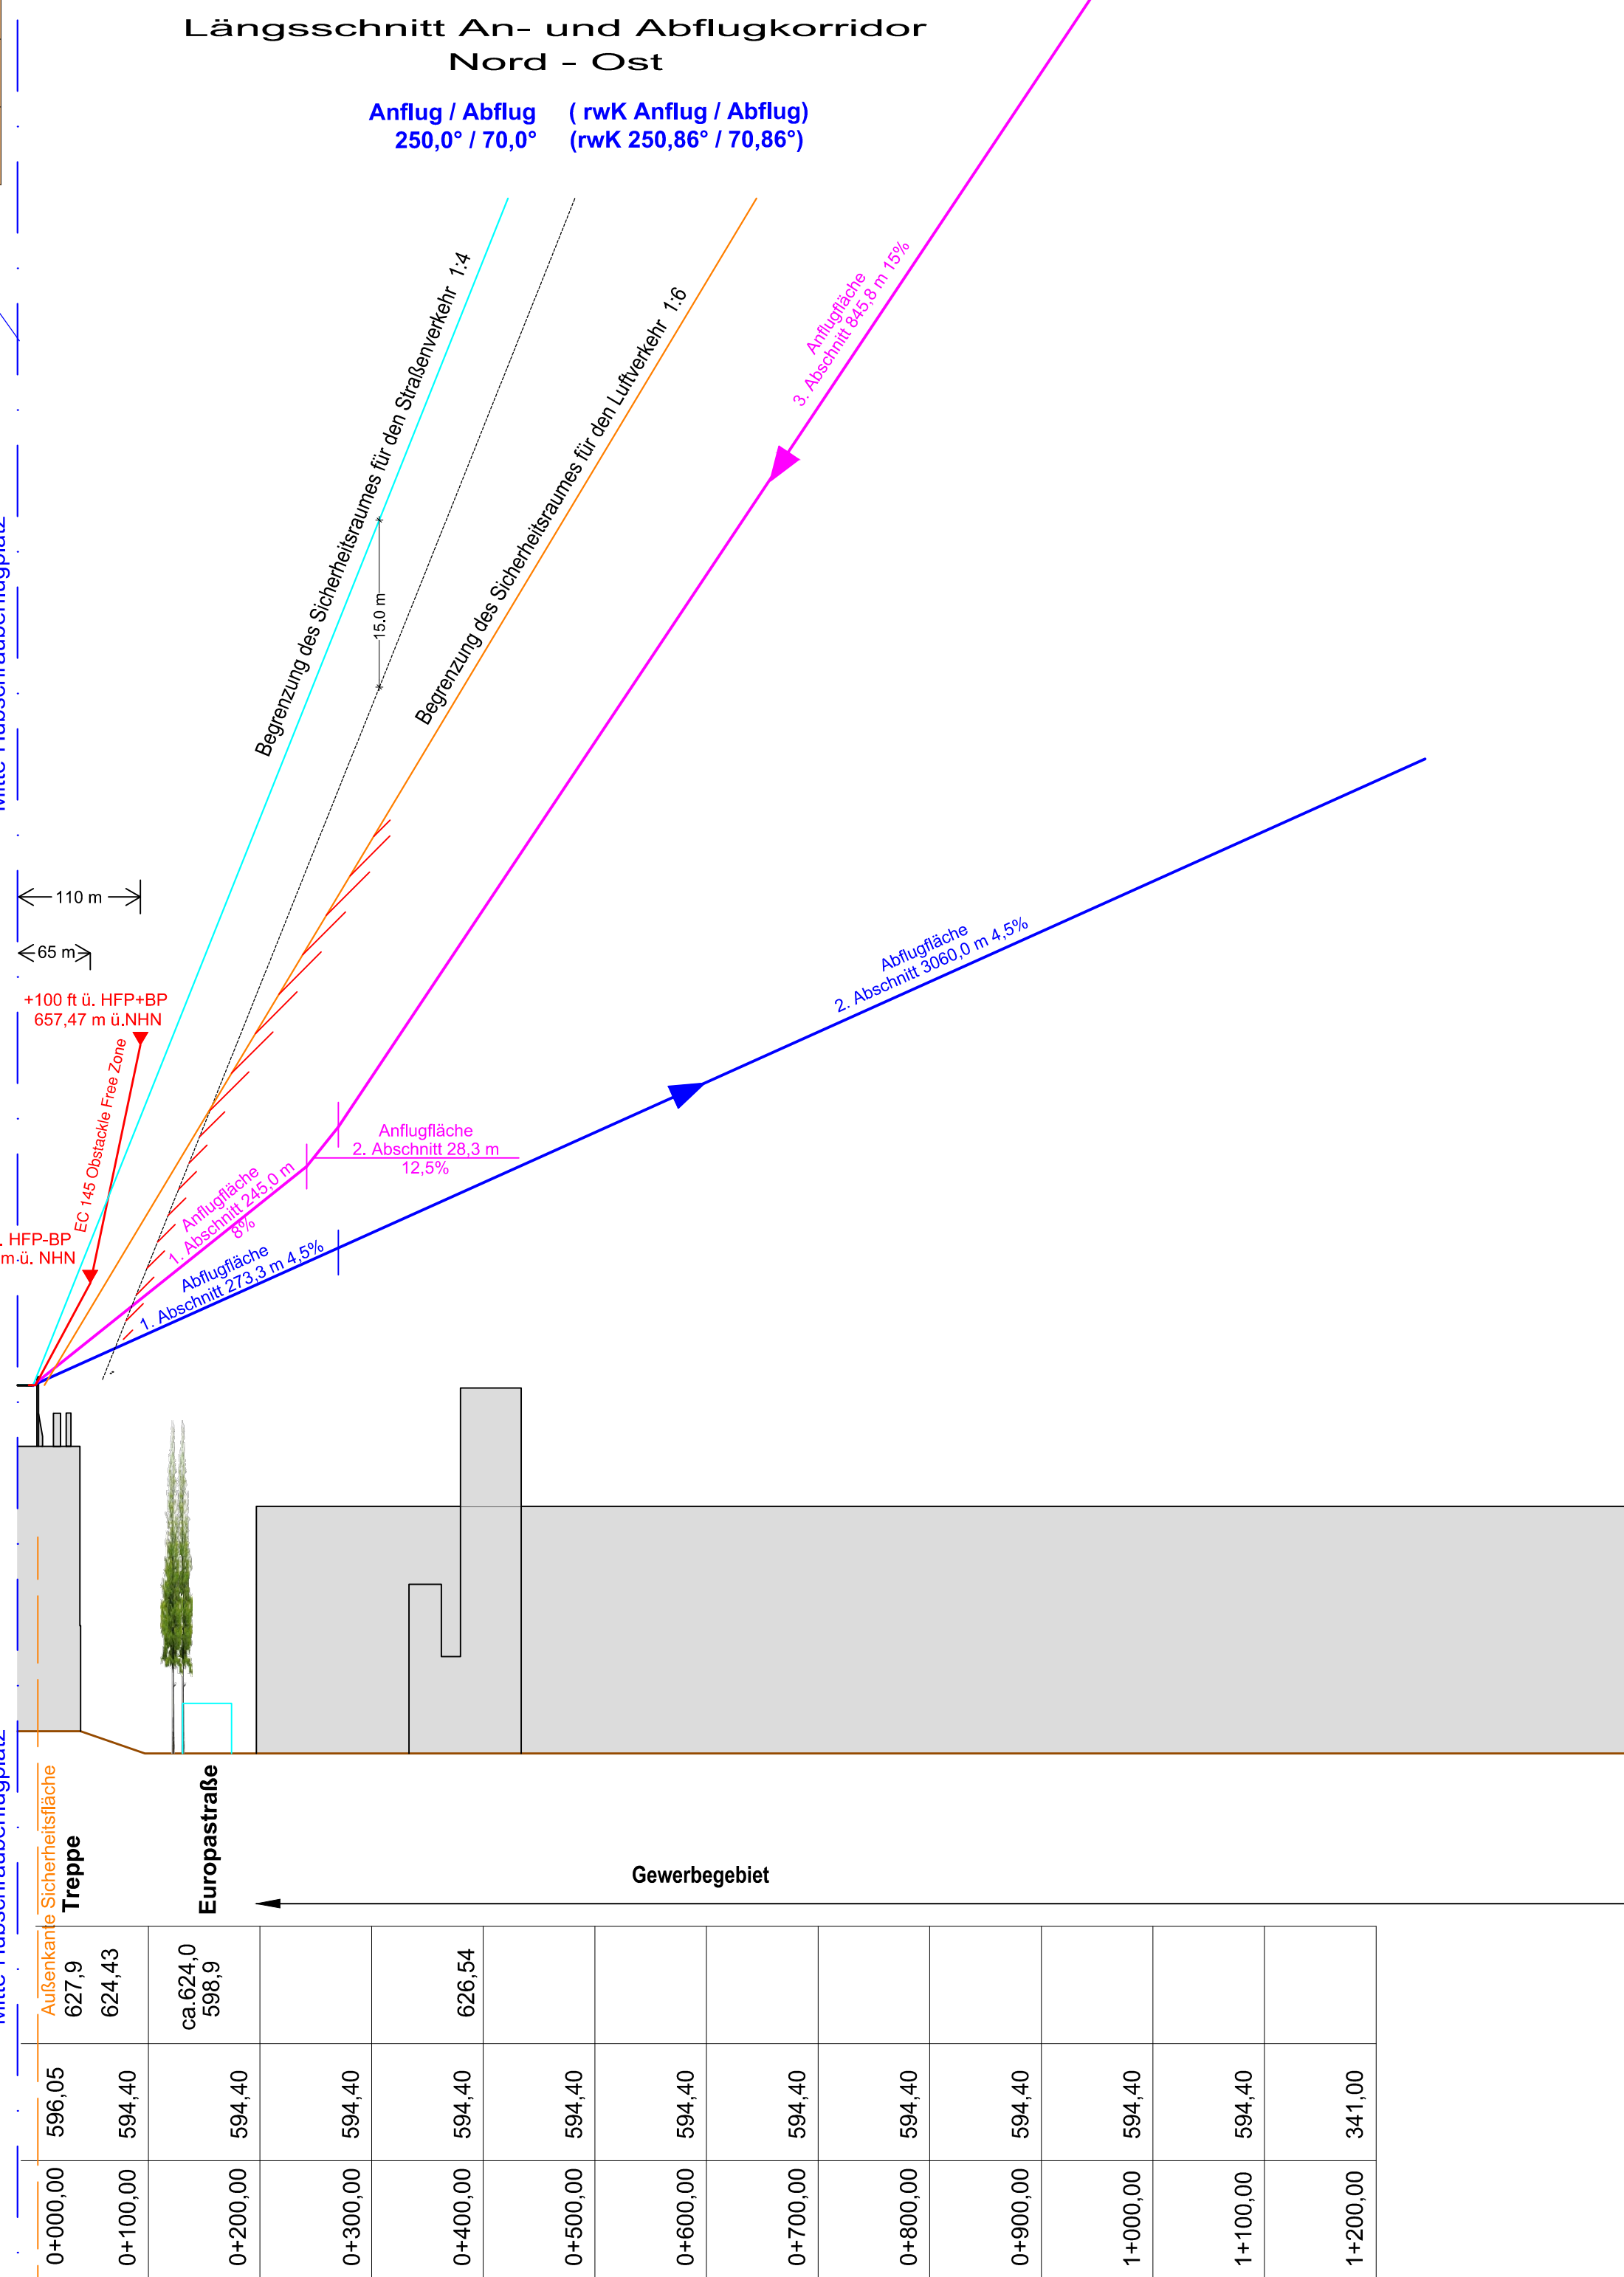 Längsschnitt An- und Abflugkorridor
Nord - Ost
Anflug / Abflug ( rwK Anflug / Abflug)
250,0° / 70,0° (rwK 250,86° / 70,86°)
Begrenzung des Sicherheitsraumes für den Straßenverkehr 1:4
Begrenzung des Sicherheitsraumes für den Luftverkehr 1:6
Anflugfläche
3. Abschnitt 845,8 m 15%
15.0 m
Mitte Hubschrauberflugplatz
110 m
65 m
+100 ft ü. HFP+BP
657,47 m ü.NHN
EC 145 Obstackle Free Zone
Abflugfläche
2. Abschnitt 3060,0 m 4,5%
Anflugfläche
2. Abschnitt 28,3 m
12,5%
Anflugfläche
1. Abschnitt 245,0 m
8%
Abflugfläche
1. Abschnitt 273,3 m 4,5%
. HFP-BP
m ü. NHN
Mitte Hubschrauberflugplatz
Außenkante Sicherheitsfläche
Treppe
Europastraße
Gewerbegebiet
627,9
624,43
ca.624,0
598,9
626,54
596,05
594,40
594,40
594,40
594,40
594,40
594,40
594,40
594,40
594,40
594,40
594,40
341,00
0+000,00
0+100,00
0+200,00
0+300,00
0+400,00
0+500,00
0+600,00
0+700,00
0+800,00
0+900,00
1+000,00
1+100,00
1+200,00